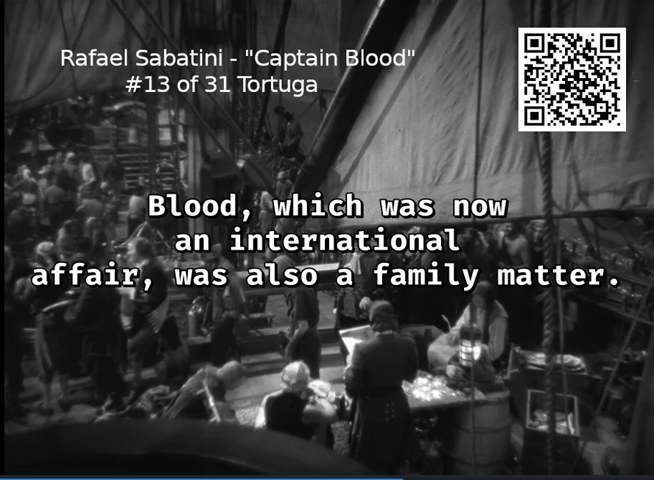 Rafael Sabatini - "Captain Blood"
#13 of 31 Tortuga
Blood, which was now
an international
affair, was also a family matter.